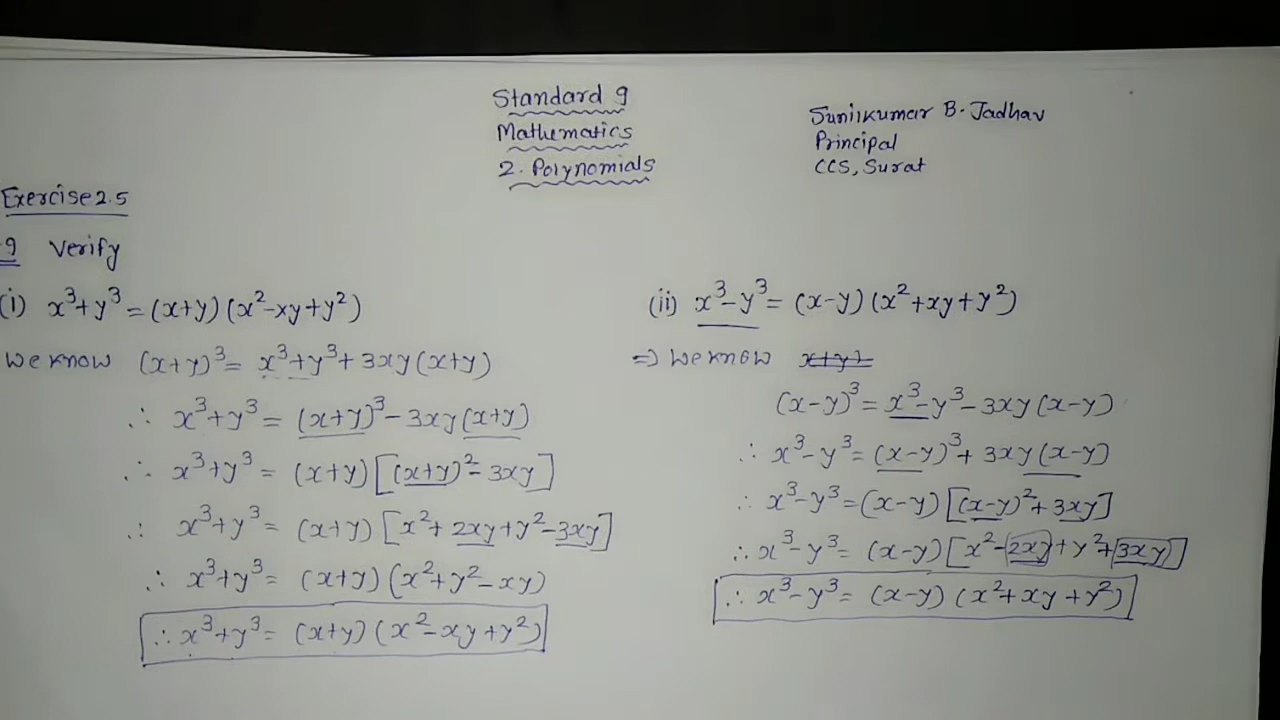 Standard 9
Mathematics
2. Polynomials
Sunilkumar B. Jadhav
Principal
CCS, Surat
Exercise 2.5
9 Verify
(i) x³+y³ = (x+y) (x²-xy+y²)
We know (x+y)³ = x³+y³+3xy(x+y)
∴ x³+y³ = (x+y)³-3xy(x+y)
∴ x³+y³ = (x+y) [(x+y)²-3xy]
∴ x³+y³ = (x+y) [x²+2xy+y²-3xy]
∴ x³+y³ = (x+y) (x²+y²-xy)
∴ x³+y³ = (x+y) (x²-xy+y²)
(ii) x³-y³ = (x-y) (x²+xy+y²)
⇒ We know
(x-y)³ = x³-y³-3xy(x-y)
∴ x³-y³ = (x-y)³+3xy(x-y)
∴ x³-y³ = (x-y) [(x-y)²+3xy]
∴ x³-y³ = (x-y) [x²-2xy+y²+3xy]
∴ x³-y³ = (x-y) (x²+xy+y²)